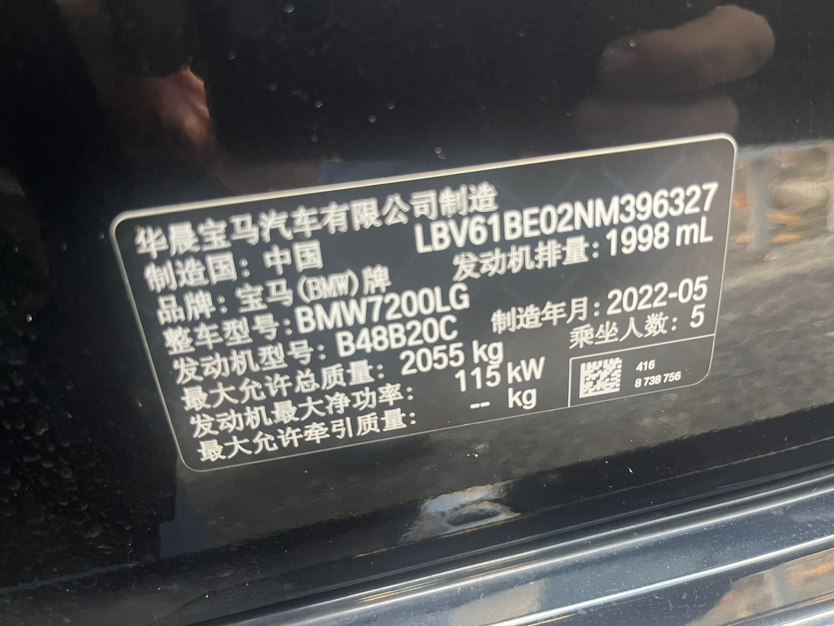 华晨宝马汽车有限公司制造
制造国：中国 LBV61BE02NM396327
品牌：宝马(BMW)牌 发动机排量：1998 mL
整车型号：BMW7200LG
发动机型号：B48B20C 制造年月：2022-05
最大允许总质量：2055 kg 乘坐人数：5
发动机最大净功率：115 kW
最大允许牵引质量：-- kg
416
8 738 756